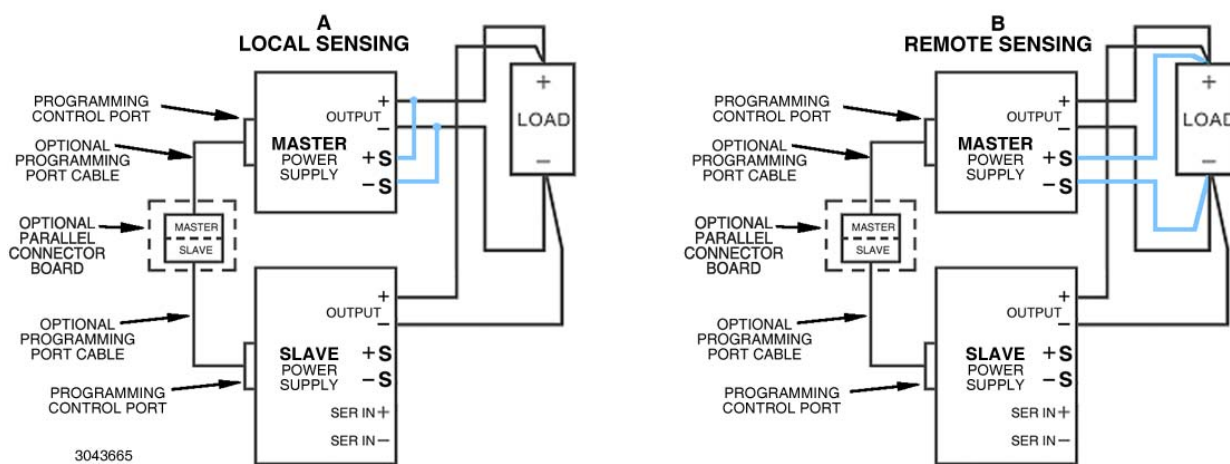 A
LOCAL SENSING
PROGRAMMING
CONTROL PORT
OPTIONAL
PROGRAMMING
PORT CABLE
OPTIONAL
PARALLEL
CONNECTOR
BOARD
MASTER
SLAVE
OPTIONAL
PROGRAMMING
PORT CABLE
PROGRAMMING
CONTROL PORT
+
OUTPUT
−
MASTER
POWER
SUPPLY
+S
−S
+
LOAD
−
+
OUTPUT
−
SLAVE
POWER
SUPPLY
+S
−S
SER IN +
SER IN −
3043665
B
REMOTE SENSING
PROGRAMMING
CONTROL PORT
OPTIONAL
PROGRAMMING
PORT CABLE
OPTIONAL
PARALLEL
CONNECTOR
BOARD
MASTER
SLAVE
OPTIONAL
PROGRAMMING
PORT CABLE
PROGRAMMING
CONTROL PORT
+
OUTPUT
−
MASTER
POWER
SUPPLY
+S
−S
+
LOAD
−
+
OUTPUT
−
SLAVE
POWER
SUPPLY
+S
−S
SER IN +
SER IN −